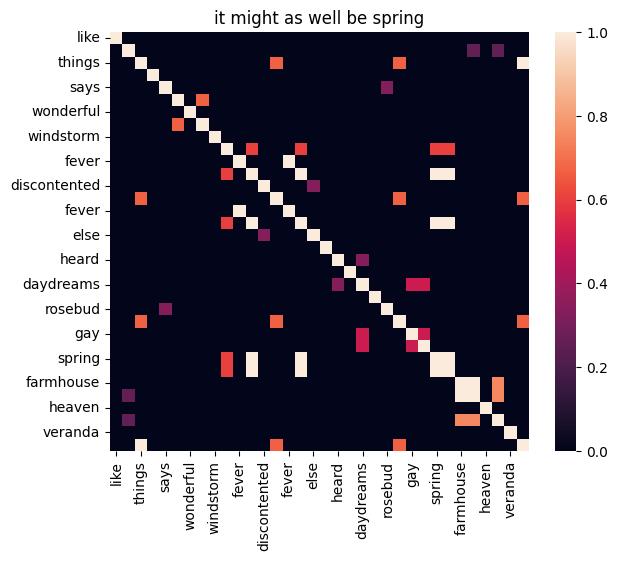 it might as well be spring
like
things
says
wonderful
windstorm
fever
discontented
fever
else
heard
daydreams
rosebud
gay
spring
farmhouse
heaven
veranda
1.0
0.8
0.6
0.4
0.2
0.0
like
things
says
wonderful
windstorm
fever
discontented
fever
else
heard
daydreams
rosebud
gay
spring
farmhouse
heaven
veranda